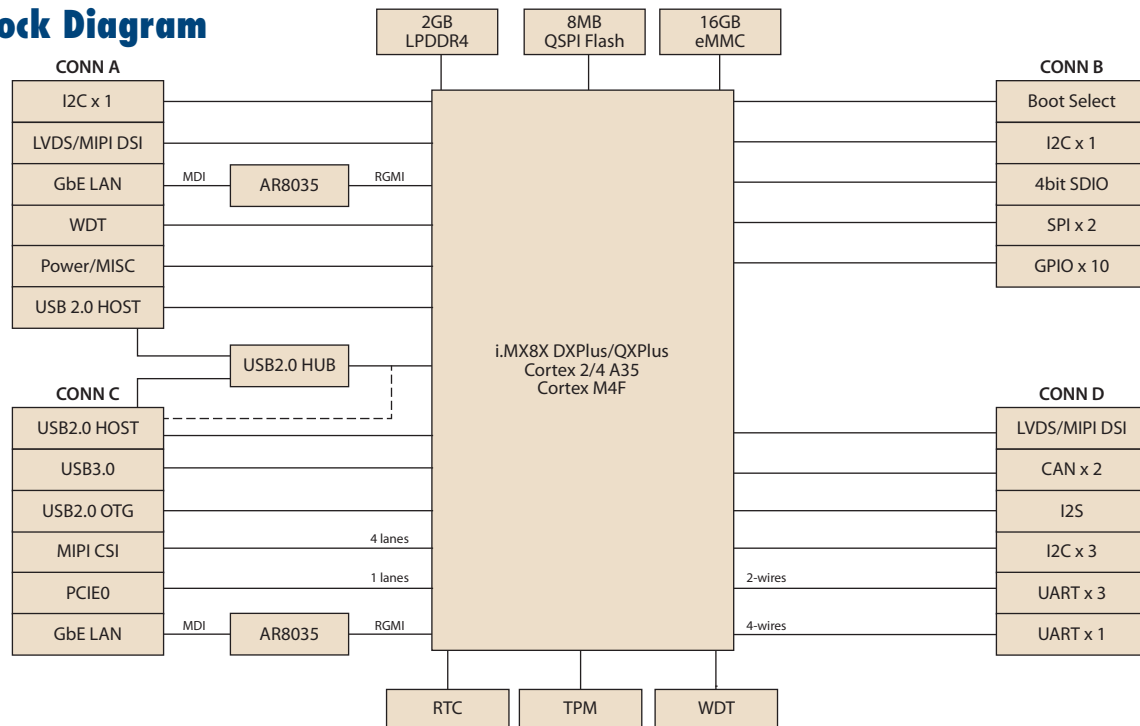 ock Diagram
2GB
LPDDR4
8MB
QSPI Flash
16GB
eMMC
CONN A
I2C x 1
LVDS/MIPI DSI
GbE LAN
MDI
AR8035
RGMI
WDT
Power/MISC
USB 2.0 HOST
USB2.0 HUB
CONN C
USB2.0 HOST
USB3.0
USB2.0 OTG
MIPI CSI
4 lanes
PCIE0
1 lanes
GbE LAN
MDI
AR8035
RGMI
i.MX8X DXPlus/QXPlus
Cortex 2/4 A35
Cortex M4F
CONN B
Boot Select
I2C x 1
4bit SDIO
SPI x 2
GPIO x 10
CONN D
LVDS/MIPI DSI
CAN x 2
I2S
I2C x 3
2-wires
UART x 3
4-wires
UART x 1
RTC
TPM
WDT